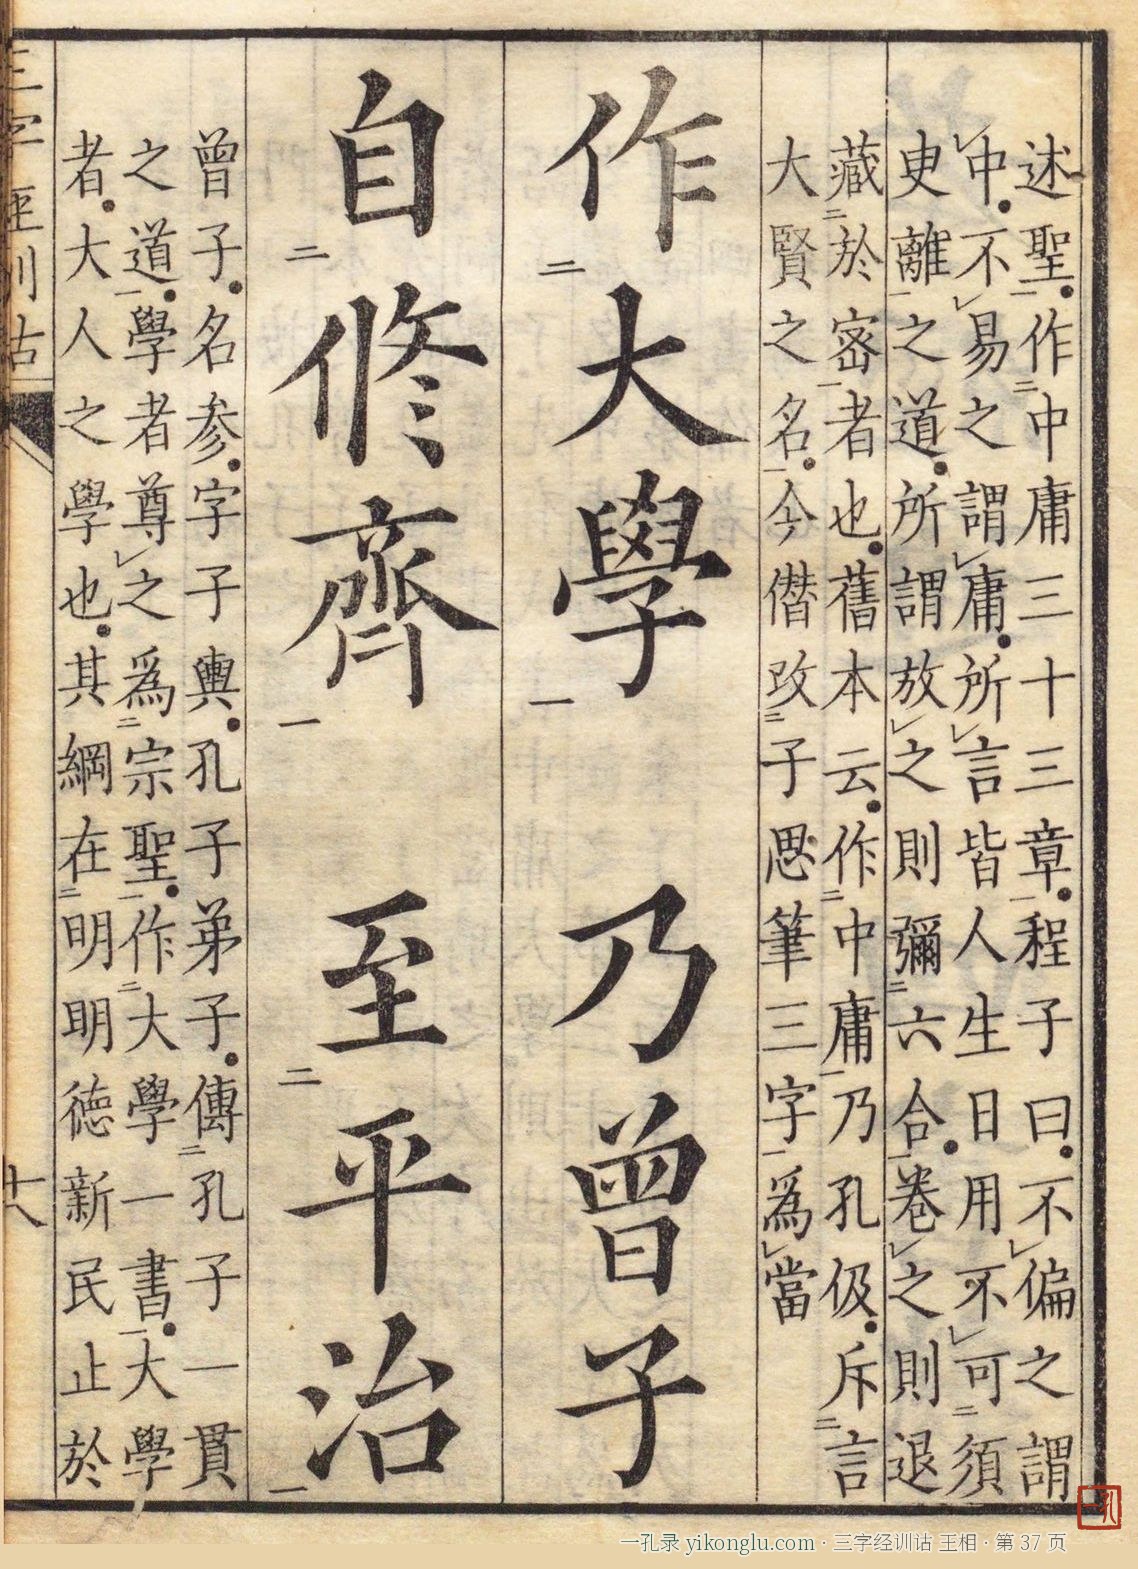 述聖作中庸三十三章程子曰不偏之謂
中不易之謂庸所言皆人生日用不可須
臾離之道所謂放之則彌六合卷之則退
藏於密者也舊本云作中庸乃孔伋斥言
大賢之名今僭改子思筆三字爲當
作大學 乃曾子
自修齊 至平治
曾子名参字子輿孔子弟子傳孔子一貫
之道學者尊之爲宗聖作大學一書大學
者大人之學也其綱在明明德新民止於
三字經訓詁
十八
一孔
一孔录 yikonglu.com · 三字经训诂 王相 · 第 37 页